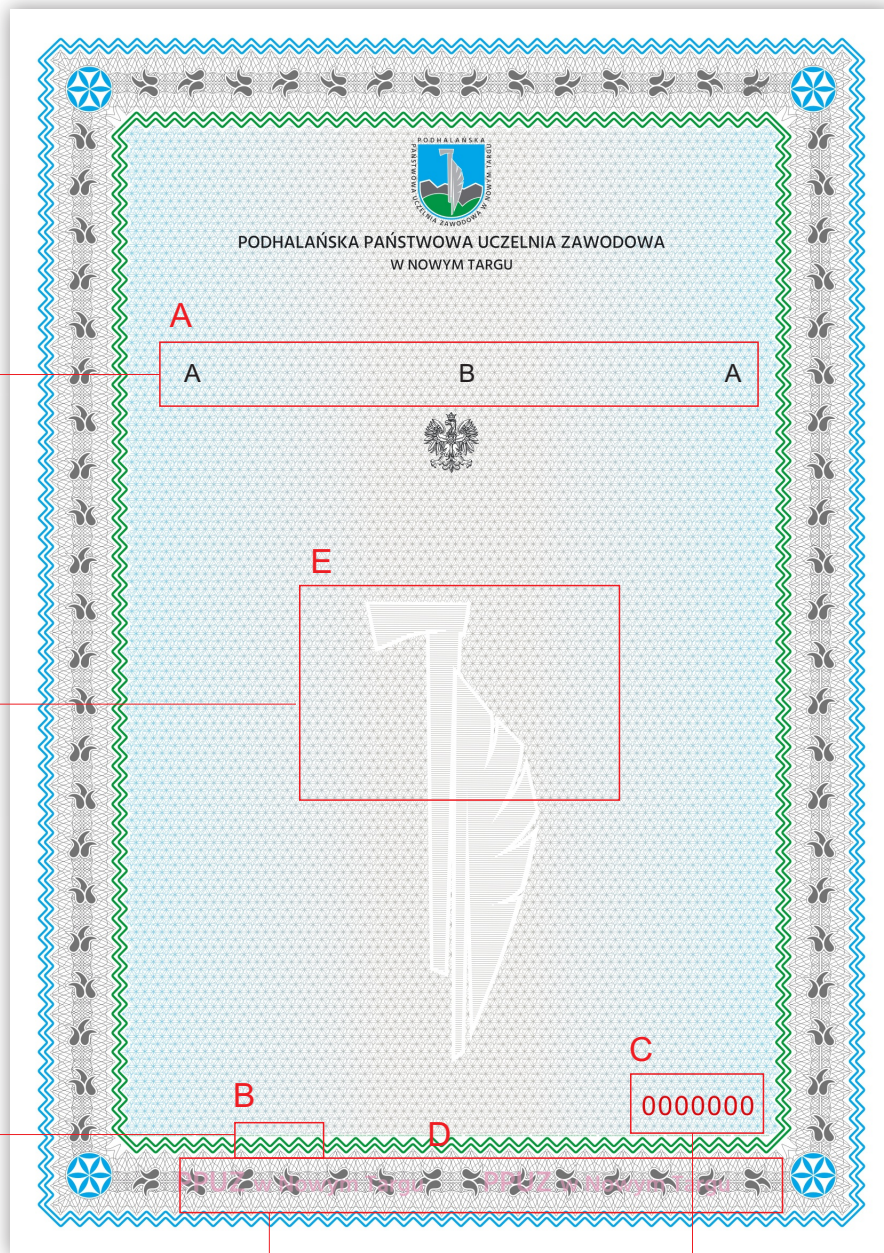 PODHALAŃSKA
PAŃSTWOWA UCZELNIA ZAWODOWA W NOWYM TARGU
PODHALAŃSKA PAŃSTWOWA UCZELNIA ZAWODOWA
W NOWYM TARGU
A
A B A
E
C
0000000
B
D
PPUZ w Nowym Targu PPUZ w Nowym Targu